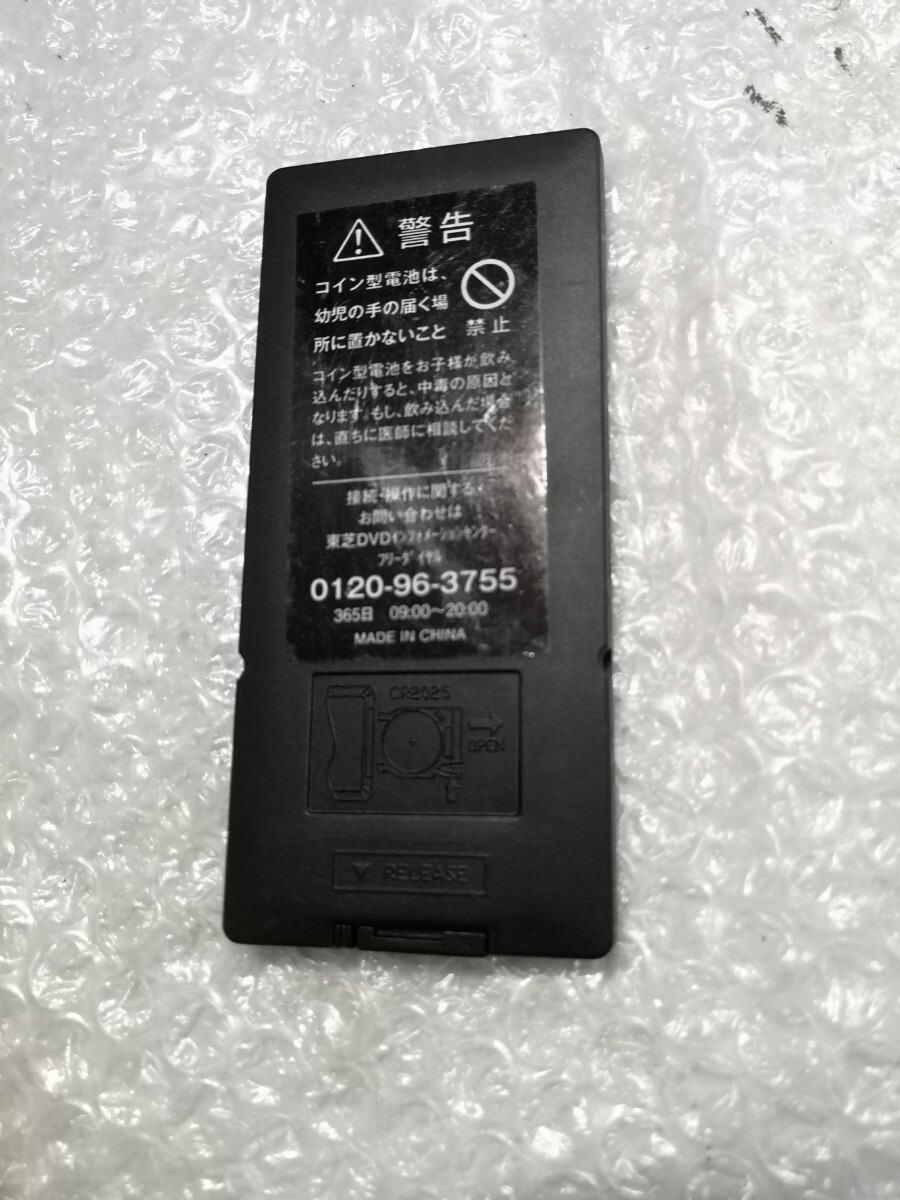 警告
コイン型電池は、
幼児の手の届く場
所に置かないこと
禁止
コイン型電池をお子様が飲み
込んだりすると、中毒の原因と
なります。もし、飲み込んだ場合
は、直ちに医師に相談してくだ
さい。
接続・操作に関する
お問い合わせは
東芝DVDインフォメーションセンター
フリーダイヤル
0120-96-3755
365日 09:00～20:00
MADE IN CHINA
CR2025
OPEN
RELEASE